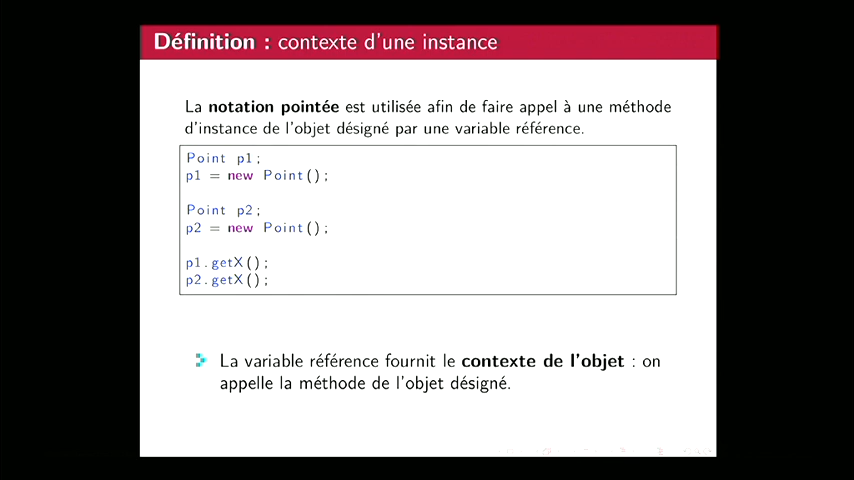 Définition : contexte d'une instance
La notation pointée est utilisée afin de faire appel à une méthode
d'instance de l'objet désigné par une variable référence.
Point p1;
p1 = new Point();
Point p2;
p2 = new Point();
p1.getX();
p2.getX();
La variable référence fournit le contexte de l'objet : on
appelle la méthode de l'objet désigné.